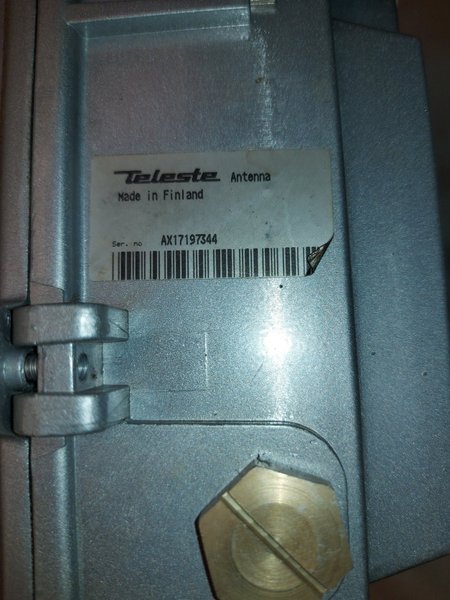 Teleste Antenna
Made in Finland
Ser. no AX17197344